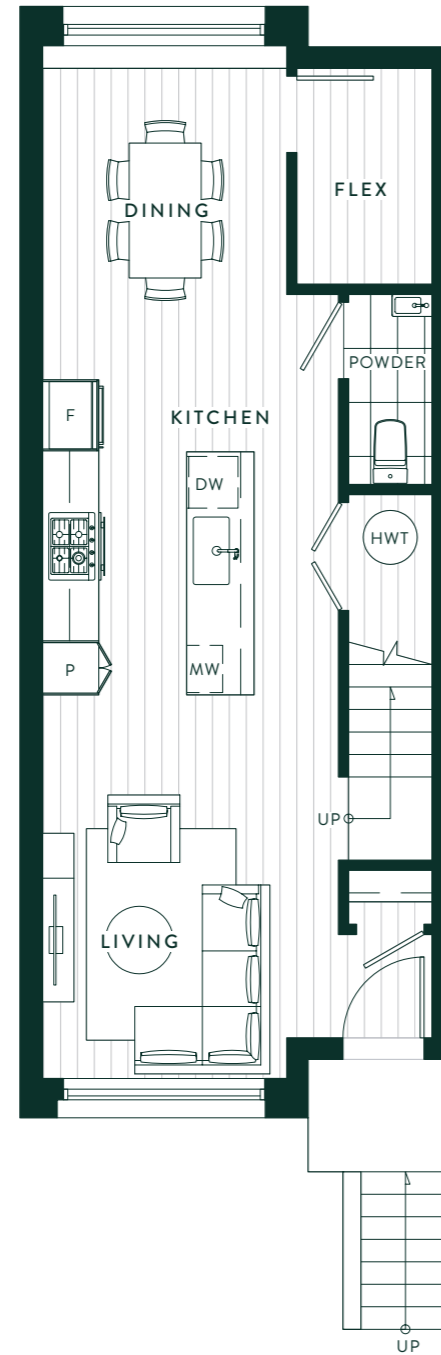 FLEX
DINING
POWDER
F
KITCHEN
DW
HWT
MW
P
UP
LIVING
UP